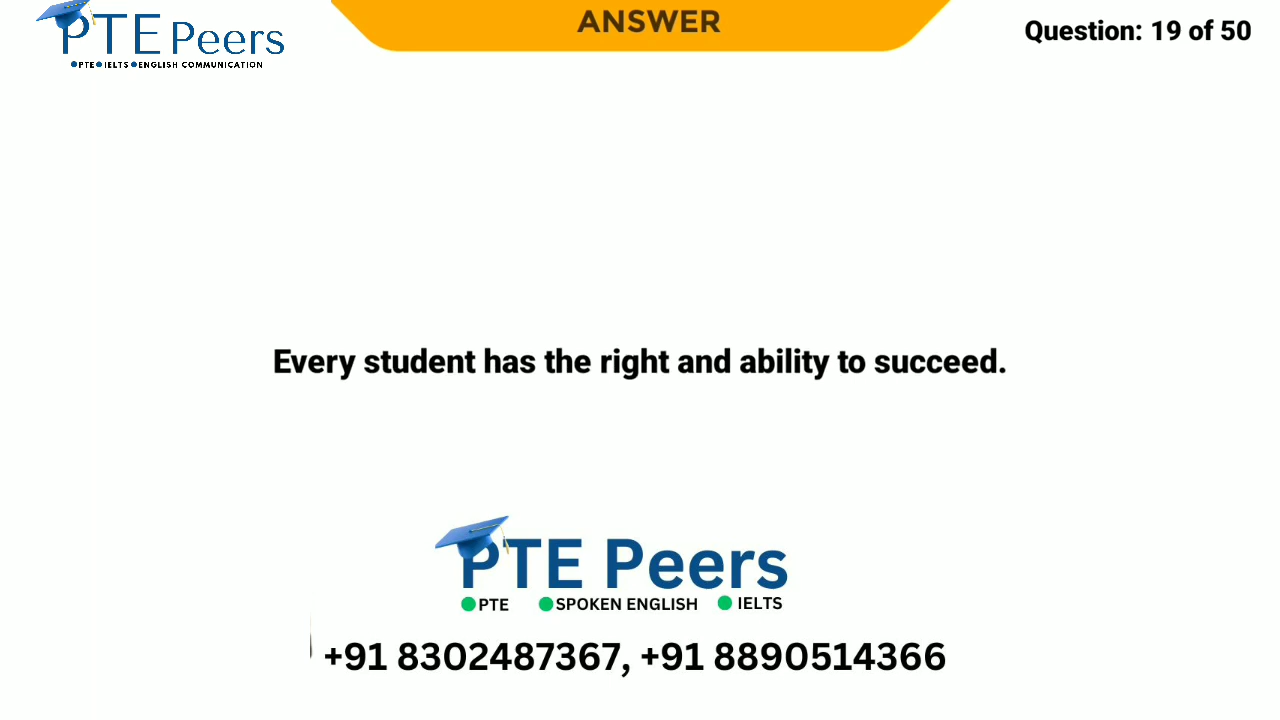 PTE Peers
PTE IELTS ENGLISH COMMUNICATION
ANSWER
Question: 19 of 50
Every student has the right and ability to succeed.
PTE Peers
PTE SPOKEN ENGLISH IELTS
+91 8302487367, +91 8890514366